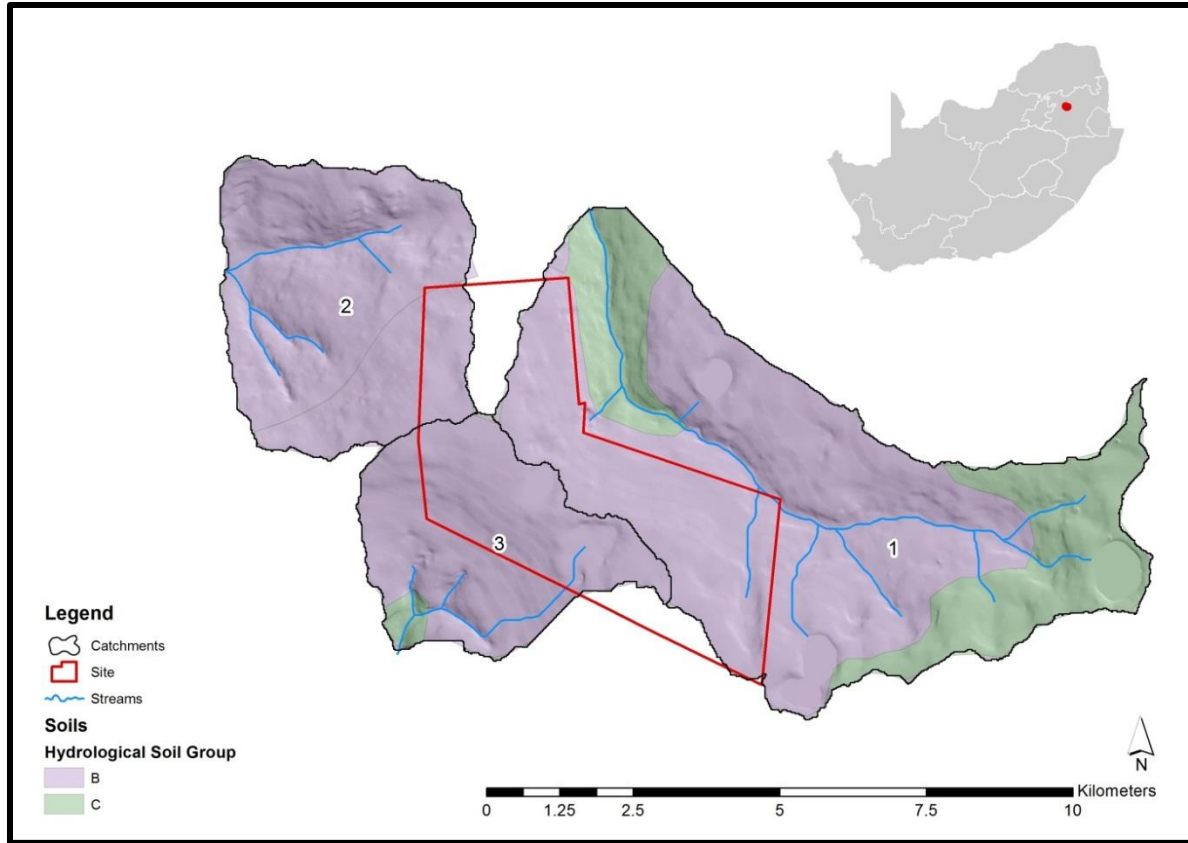 2
3
1
Legend
Catchments
Site
Streams
Soils
Hydrological Soil Group
B
C
N
Kilometers
0 1.25 2.5 5 7.5 10